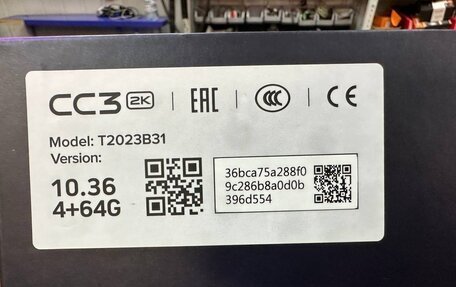 CC3 2K | EAC | CCC | CE
Model: T2023B31
Version:
10.36
4+64G
36bca75a288f0
9c286b8a0d0b
396d554